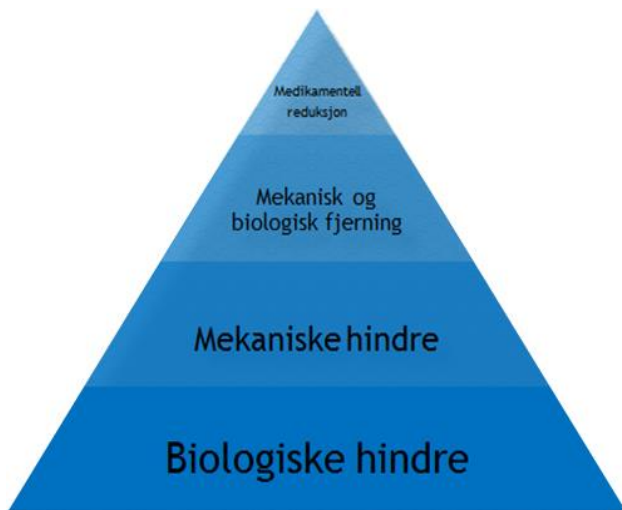 Medikamentell
reduksjon
Mekanisk og
biologisk fjerning
Mekaniske hindre
Biologiske hindre